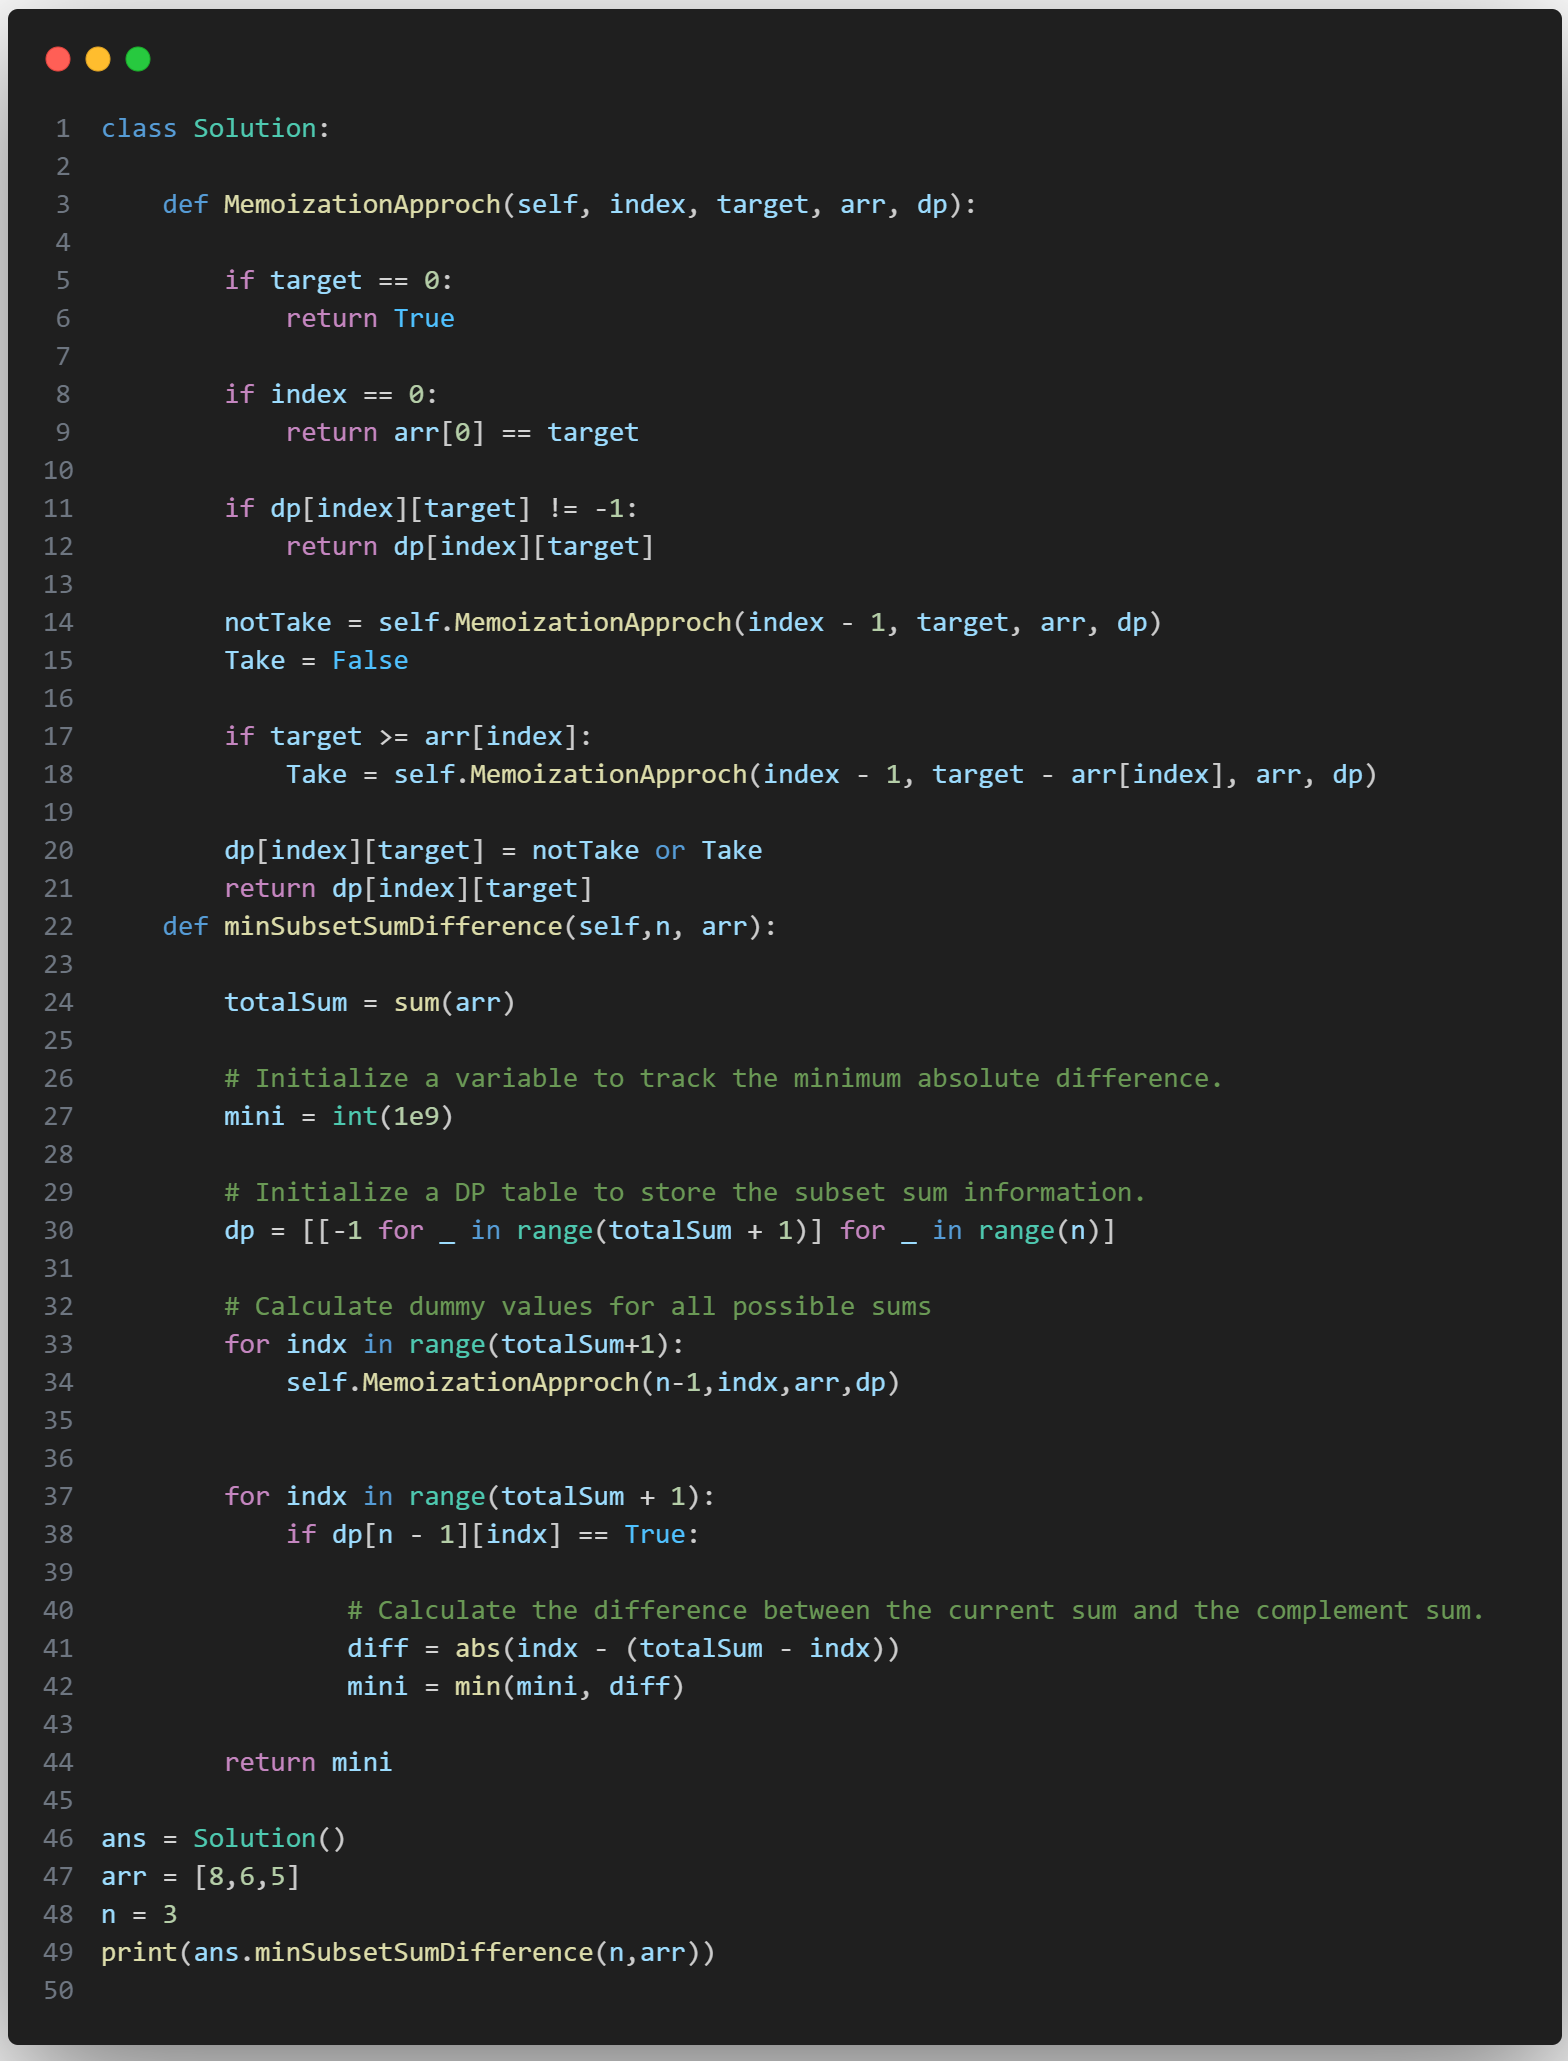 1 class Solution:
2
3     def MemoizationApproch(self, index, target, arr, dp):
4
5         if target == 0:
6             return True
7
8         if index == 0:
9             return arr[0] == target
10
11         if dp[index][target] != -1:
12             return dp[index][target]
13
14         notTake = self.MemoizationApproch(index - 1, target, arr, dp)
15         Take = False
16
17         if target >= arr[index]:
18             Take = self.MemoizationApproch(index - 1, target - arr[index], arr, dp)
19
20         dp[index][target] = notTake or Take
21         return dp[index][target]
22     def minSubsetSumDifference(self,n, arr):
23
24         totalSum = sum(arr)
25
26         # Initialize a variable to track the minimum absolute difference.
27         mini = int(1e9)
28
29         # Initialize a DP table to store the subset sum information.
30         dp = [[-1 for _ in range(totalSum + 1)] for _ in range(n)]
31
32         # Calculate dummy values for all possible sums
33         for indx in range(totalSum+1):
34             self.MemoizationApproch(n-1,indx,arr,dp)
35
36
37         for indx in range(totalSum + 1):
38             if dp[n - 1][indx] == True:
39
40                 # Calculate the difference between the current sum and the complement sum.
41                 diff = abs(indx - (totalSum - indx))
42                 mini = min(mini, diff)
43
44         return mini
45
46 ans = Solution()
47 arr = [8,6,5]
48 n = 3
49 print(ans.minSubsetSumDifference(n,arr))
50